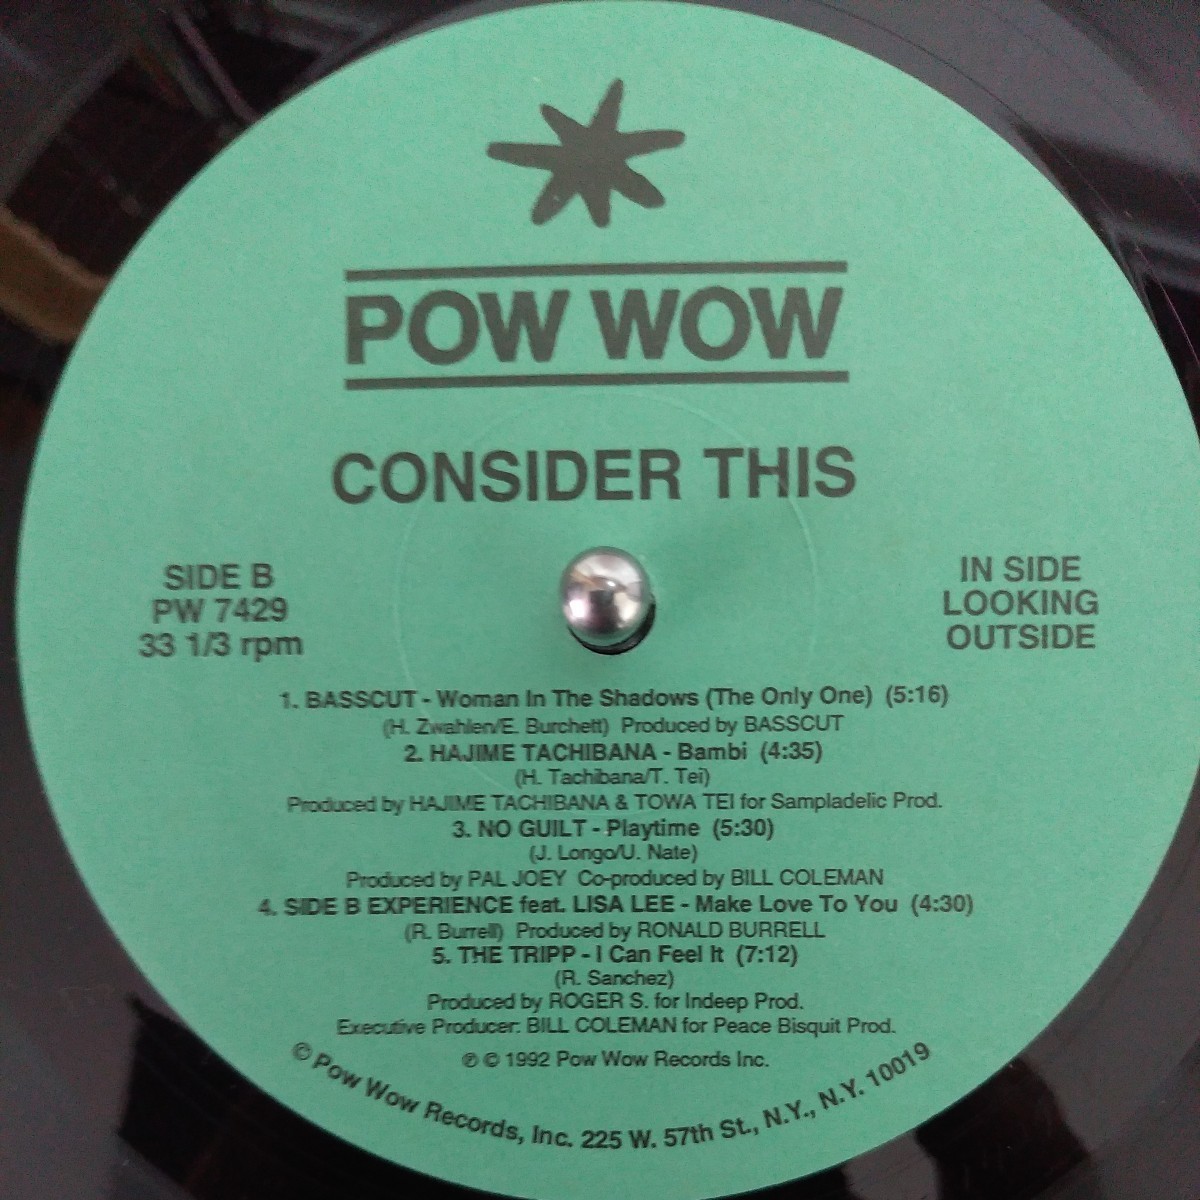 POW WOW
CONSIDER THIS
SIDE B
PW 7429
33 1/3 rpm
IN SIDE
LOOKING
OUTSIDE
1. BASSCUT - Woman In The Shadows (The Only One) (5:16)
(H. Zwahlen/E. Burchett) Produced by BASSCUT
2. HAJIME TACHIBANA - Bambi (4:35)
(H. Tachibana/T. Tei)
Produced by HAJIME TACHIBANA & TOWA TEI for Sampladelic Prod.
3. NO GUILT - Playtime (5:30)
(J. Longo/U. Nate)
Produced by PAL JOEY Co-produced by BILL COLEMAN
4. SIDE B EXPERIENCE feat. LISA LEE - Make Love To You (4:30)
(R. Burrell) Produced by RONALD BURRELL
5. THE TRIPP - I Can Feel It (7:12)
(R. Sanchez)
Produced by ROGER S. for Indeep Prod.
Executive Producer: BILL COLEMAN for Peace Bisquit Prod.
℗ © 1992 Pow Wow Records Inc.
© Pow Wow Records, Inc. 225 W. 57th St., N.Y., N.Y. 10019